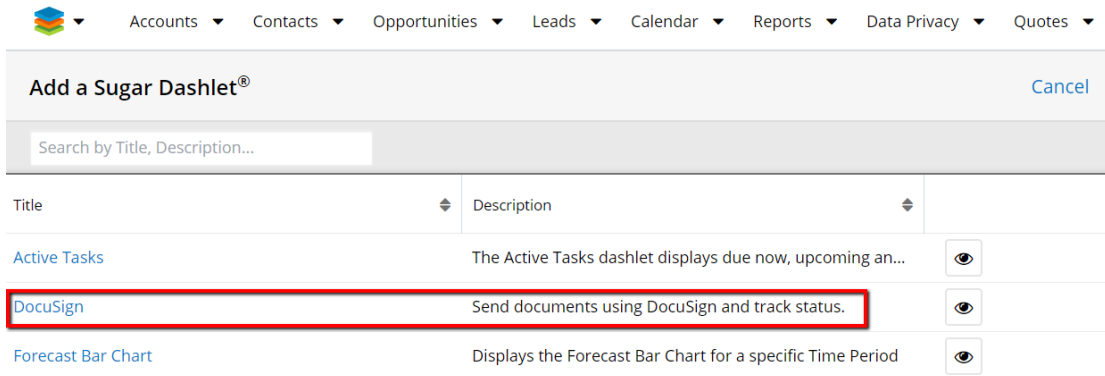 Accounts Contacts Opportunities Leads Calendar Reports Data Privacy Quotes
Add a Sugar Dashlet® Cancel
Search by Title, Description...
Title Description
Active Tasks The Active Tasks dashlet displays due now, upcoming an...
DocuSign Send documents using DocuSign and track status.
Forecast Bar Chart Displays the Forecast Bar Chart for a specific Time Period